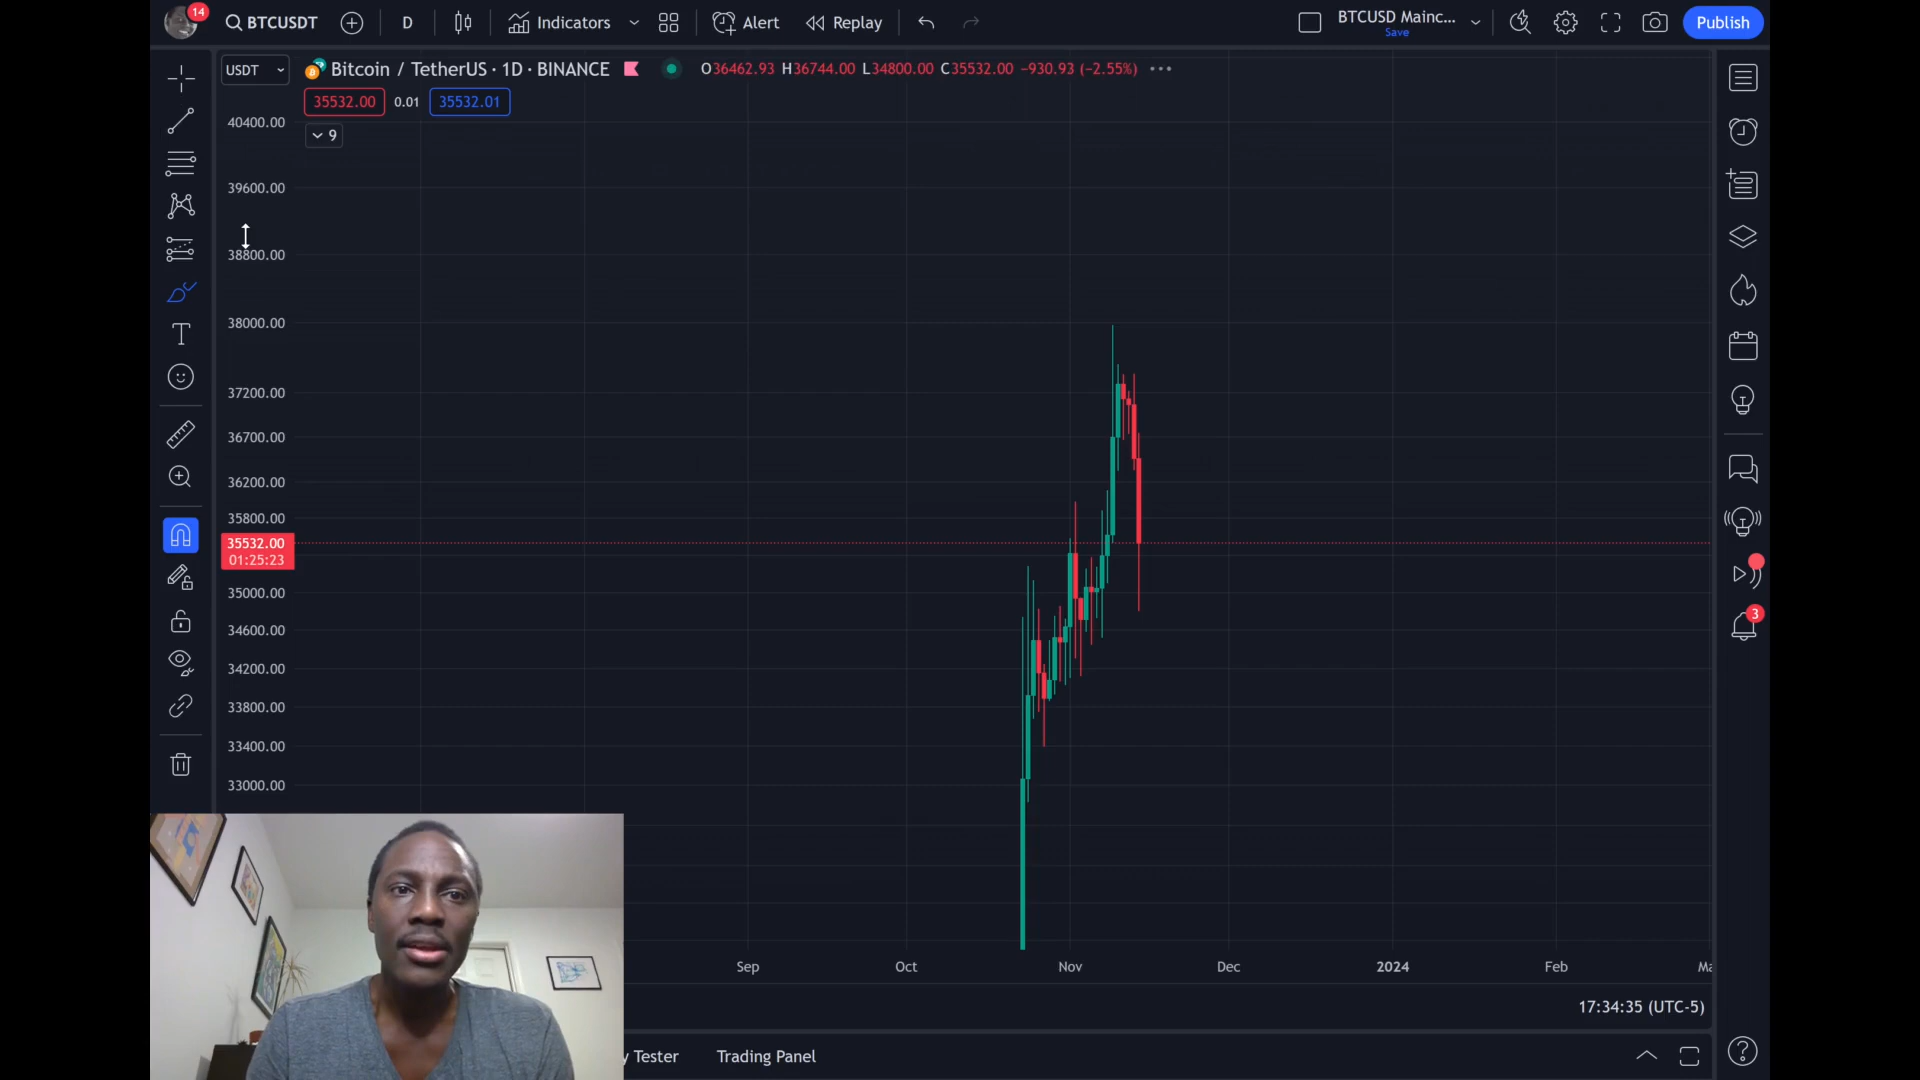 14
BTCUSDT
D
Indicators
Alert
Replay
BTCUSD Mainc...
Save
Publish
USDT
Bitcoin / TetherUS · 1D · BINANCE
O36462.93 H36744.00 L34800.00 C35532.00 −930.93 (−2.55%)
35532.00
0.01
35532.01
9
40400.00
39600.00
38800.00
38000.00
37200.00
36700.00
36200.00
35800.00
35532.00
01:25:23
35000.00
34600.00
34200.00
33800.00
33400.00
33000.00
3
Sep
Oct
Nov
Dec
2024
Feb
Ma
17:34:35 (UTC-5)
y Tester
Trading Panel